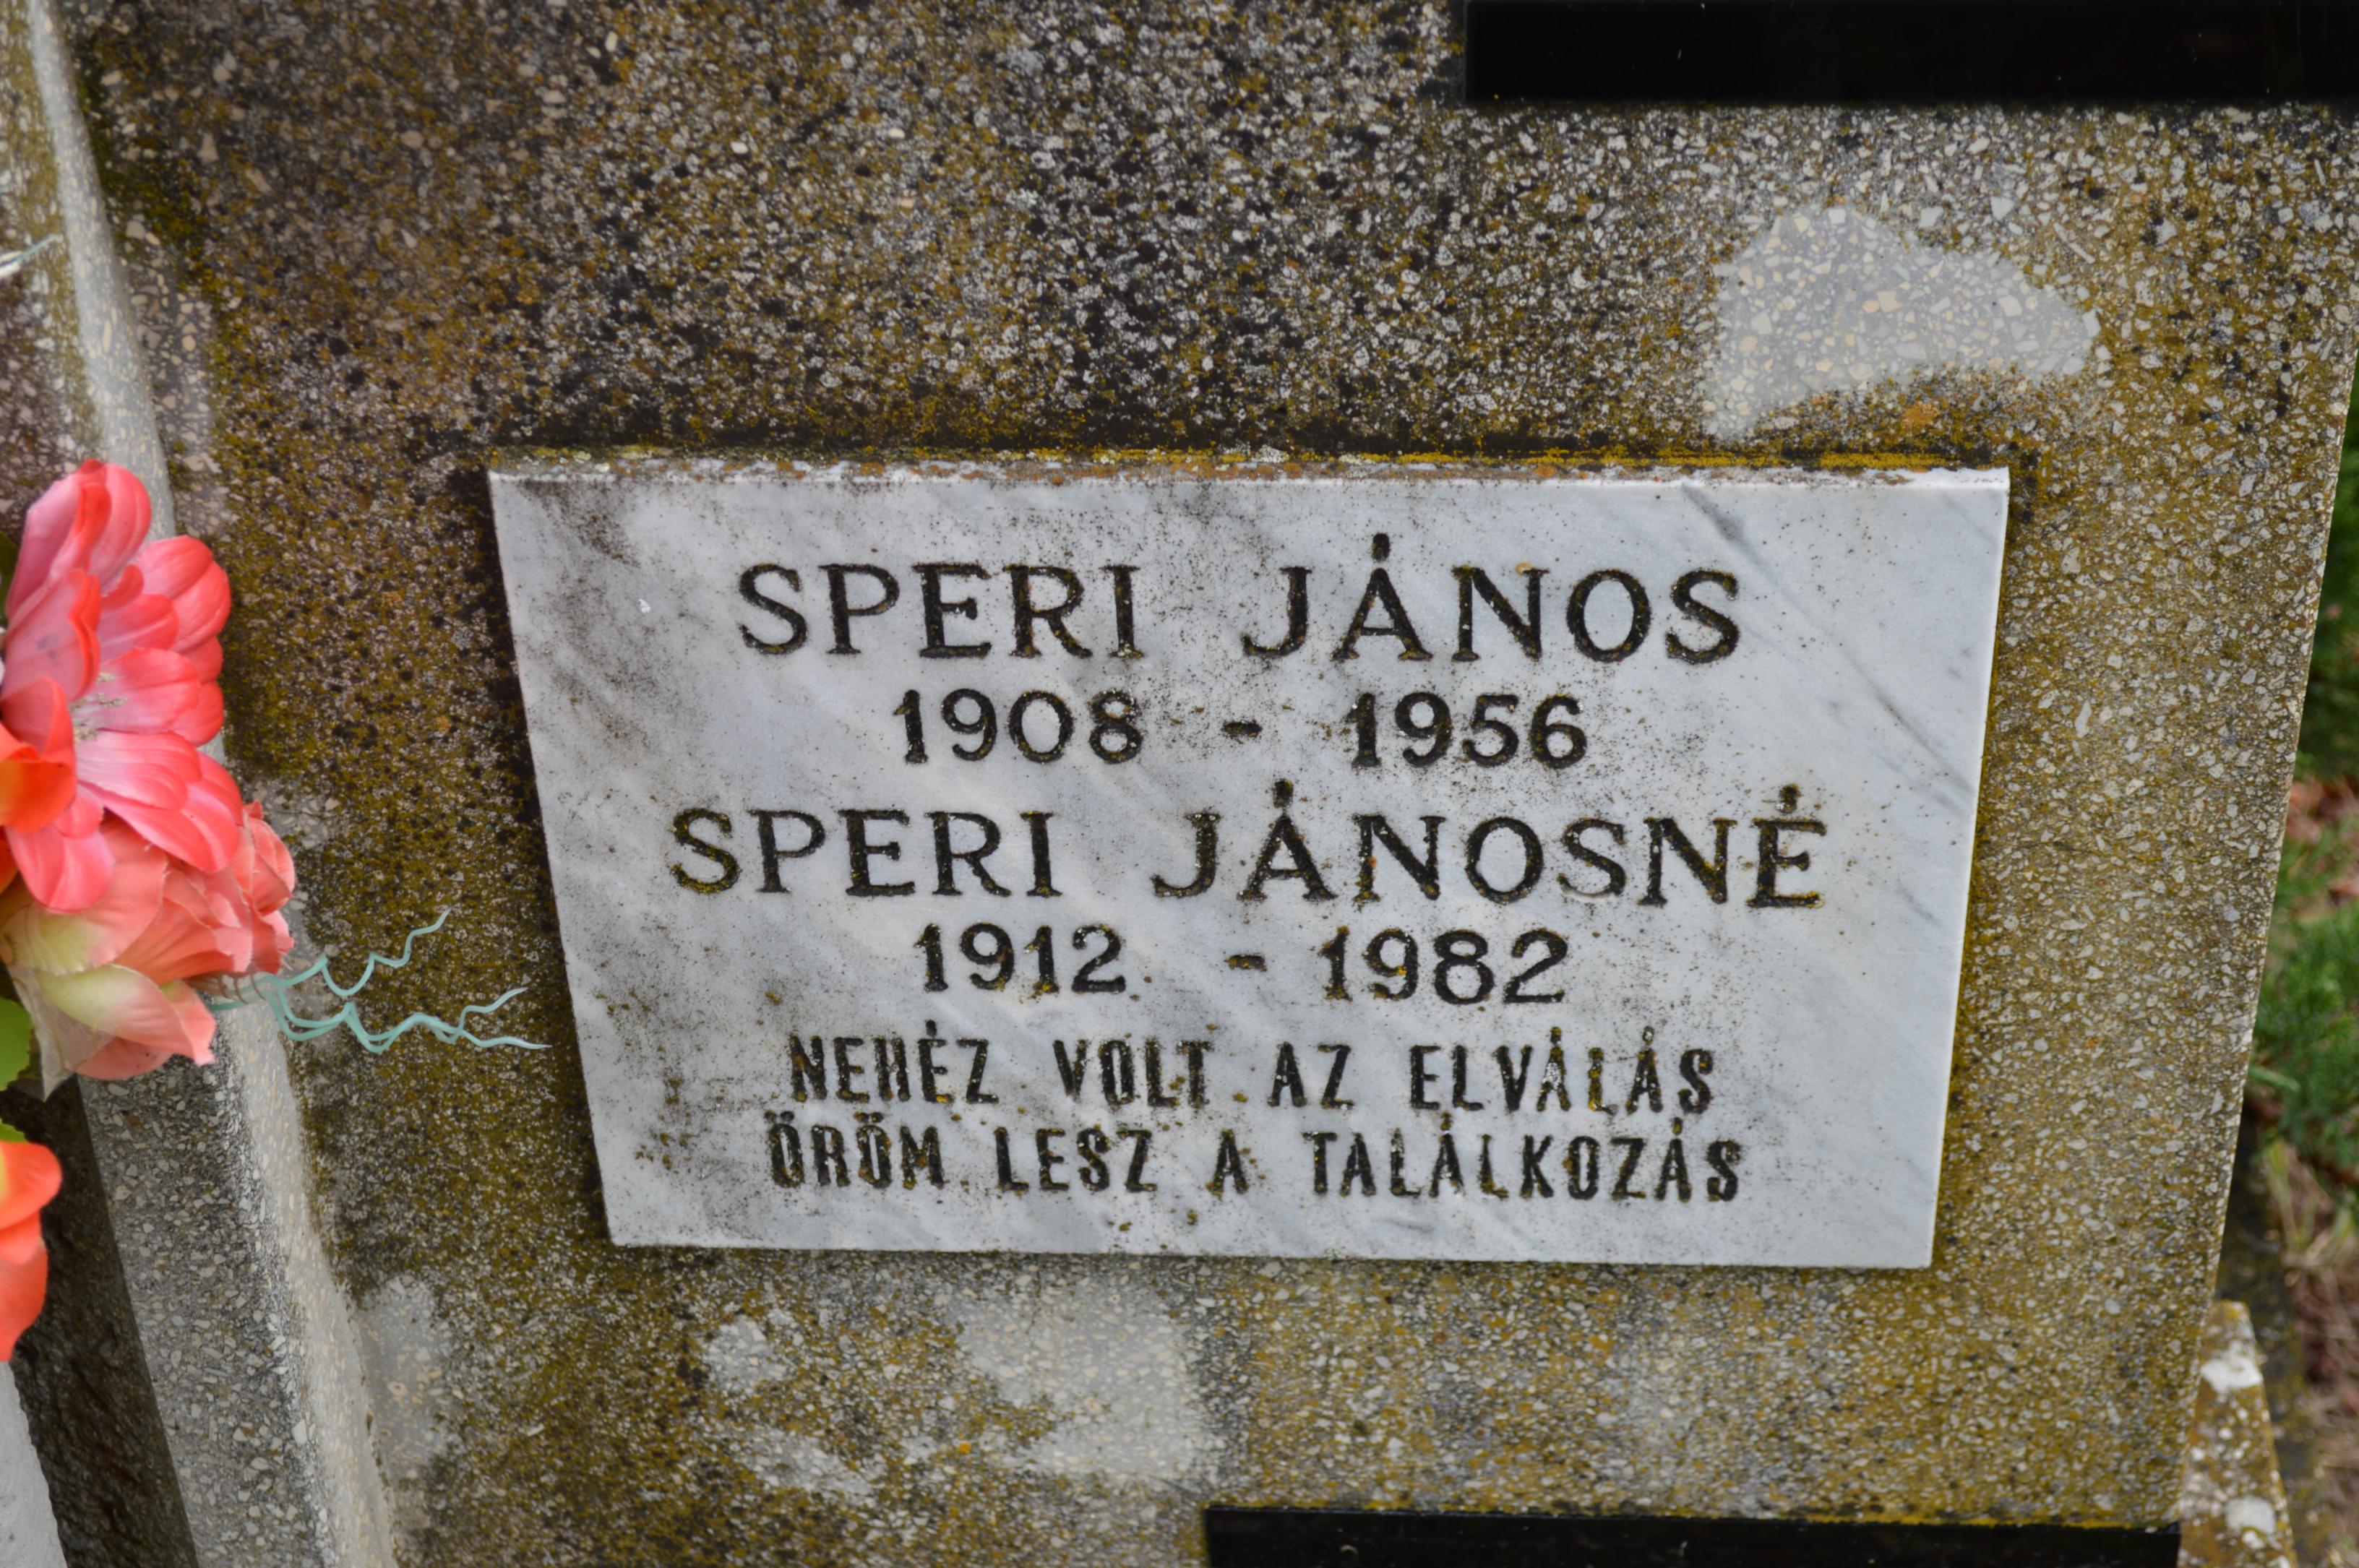 SPERI JÁNOS
1908 - 1956
SPERI JÁNOSNÉ
1912 - 1982
NEHÉZ VOLT AZ ELVÁLÁS
ÖRÖM LESZ A TALÁLKOZÁS